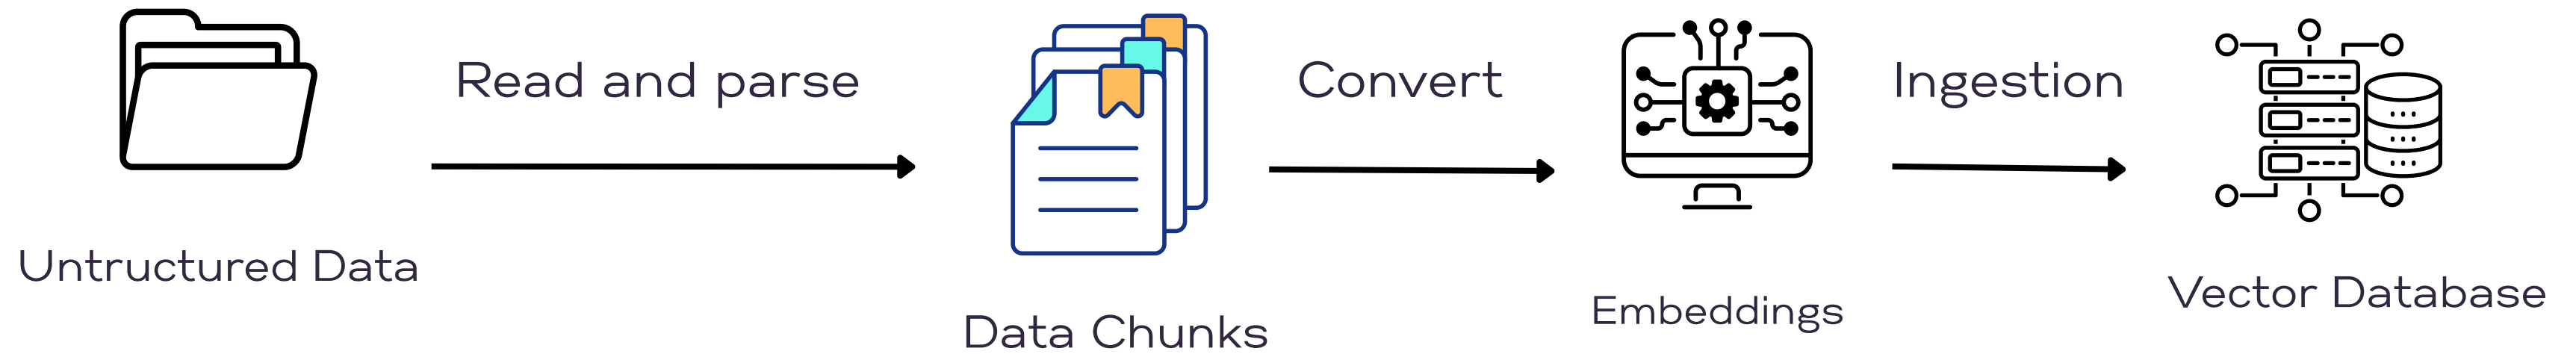 Read and parse
Convert
Ingestion
Untructured Data
Data Chunks
Embeddings
Vector Database